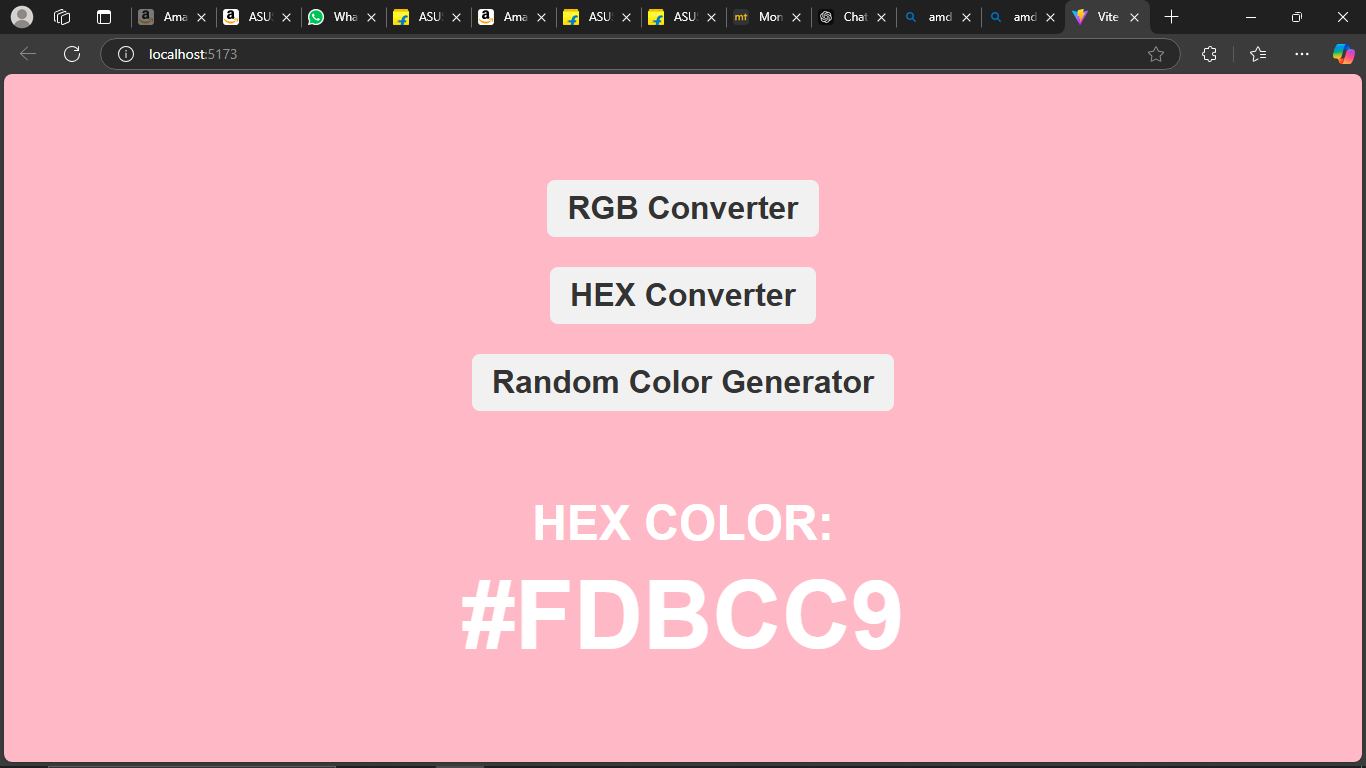 Ama ASU Wha ASU Ama ASU ASU mt Mon Chat amd amd Vite
localhost:5173
RGB Converter
HEX Converter
Random Color Generator
HEX COLOR:
#FDBCC9